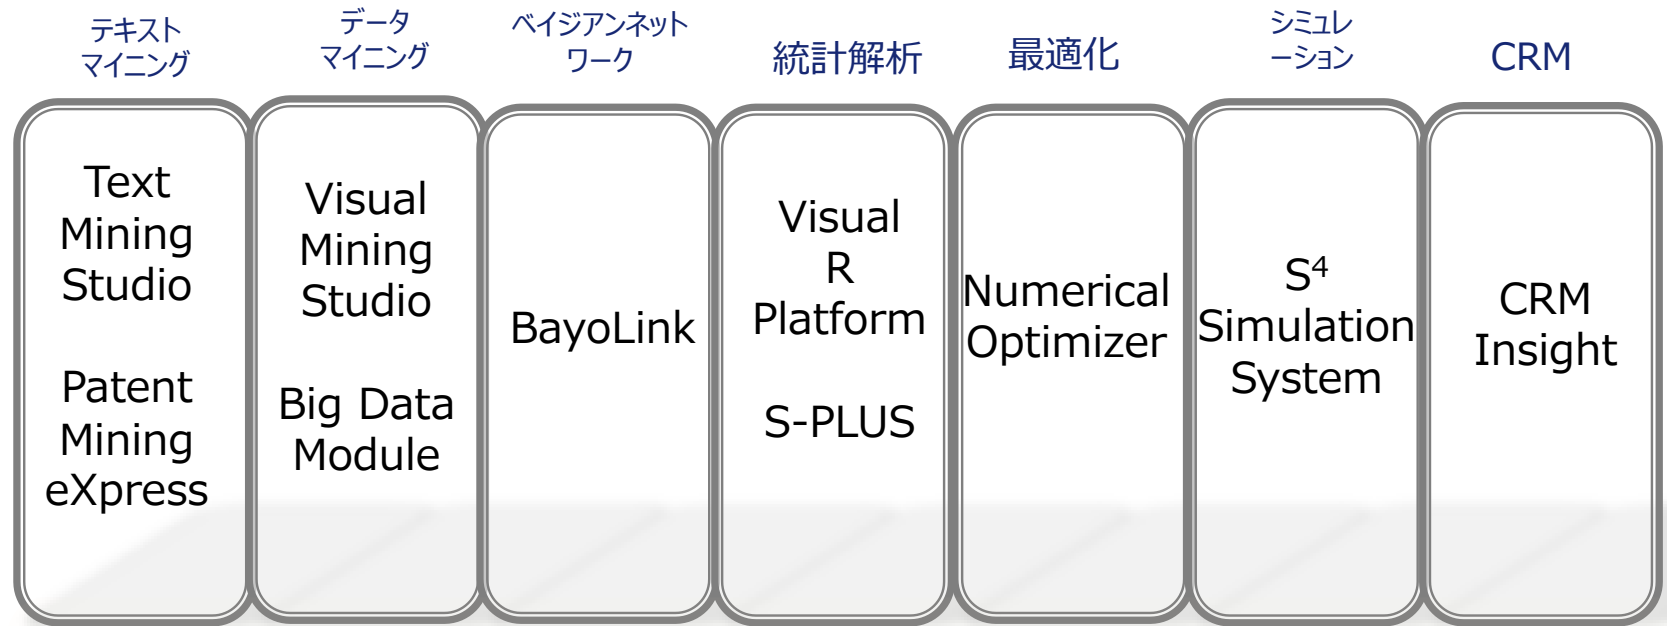 テキスト
マイニング
データ
マイニング
ベイジアンネット
ワーク
統計解析
最適化
シミュレ
ーション
CRM
Text
Mining
Studio
Patent
Mining
eXpress
Visual
Mining
Studio
Big Data
Module
BayoLink
Visual
R
Platform
S-PLUS
Numerical
Optimizer
S⁴
Simulation
System
CRM
Insight